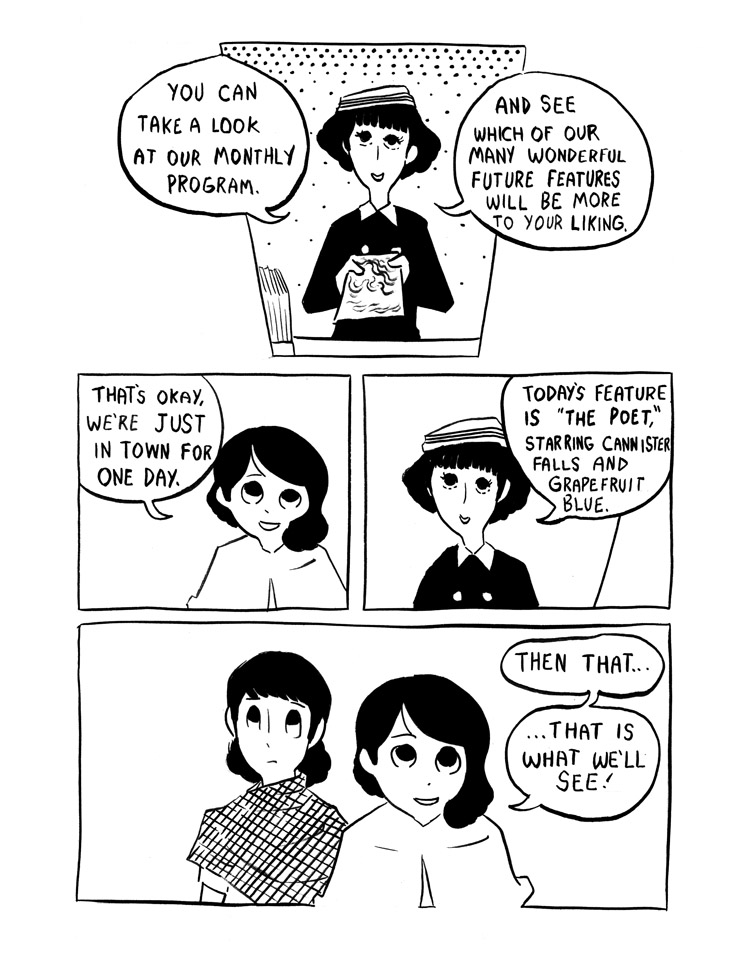 YOU CAN
TAKE A LOOK
AT OUR MONTHLY
PROGRAM.
AND SEE
WHICH OF OUR
MANY WONDERFUL
FUTURE FEATURES
WILL BE MORE
TO YOUR LIKING.
THAT'S OKAY,
WE'RE JUST
IN TOWN FOR
ONE DAY.
TODAY'S FEATURE
IS "THE POET,"
STARRING CANNISTER
FALLS AND
GRAPEFRUIT
BLUE.
THEN THAT...
...THAT IS
WHAT WE'LL
SEE!